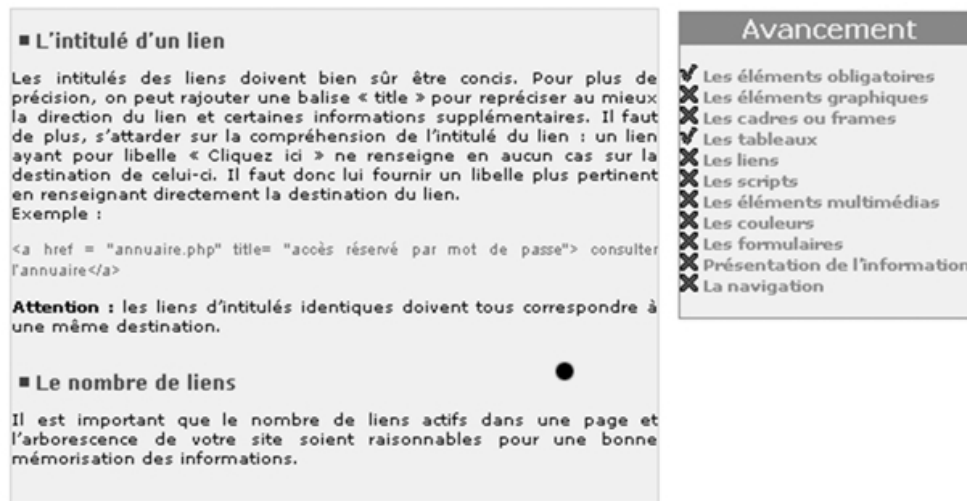 L'intitulé d'un lien
Les intitulés des liens doivent bien sûr être concis. Pour plus de
précision, on peut rajouter une balise « title » pour repréciser au mieux
la direction du lien et certaines informations supplémentaires. Il faut
de plus, s'attarder sur la compréhension de l'intitulé du lien : un lien
ayant pour libelle « Cliquez ici » ne renseigne en aucun cas sur la
destination de celui-ci. Il faut donc lui fournir un libelle plus pertinent
en renseignant directement la destination du lien.
Exemple :
<a href = "annuaire.php" title= "accès réservé par mot de passe"> consulter
l'annuaire</a>
Attention : les liens d'intitulés identiques doivent tous correspondre à
une même destination.
Le nombre de liens
Il est important que le nombre de liens actifs dans une page et
l'arborescence de votre site soient raisonnables pour une bonne
mémorisation des informations.
Avancement
Les éléments obligatoires
Les éléments graphiques
Les cadres ou frames
Les tableaux
Les liens
Les scripts
Les éléments multimédias
Les couleurs
Les formulaires
Présentation de l'information
La navigation